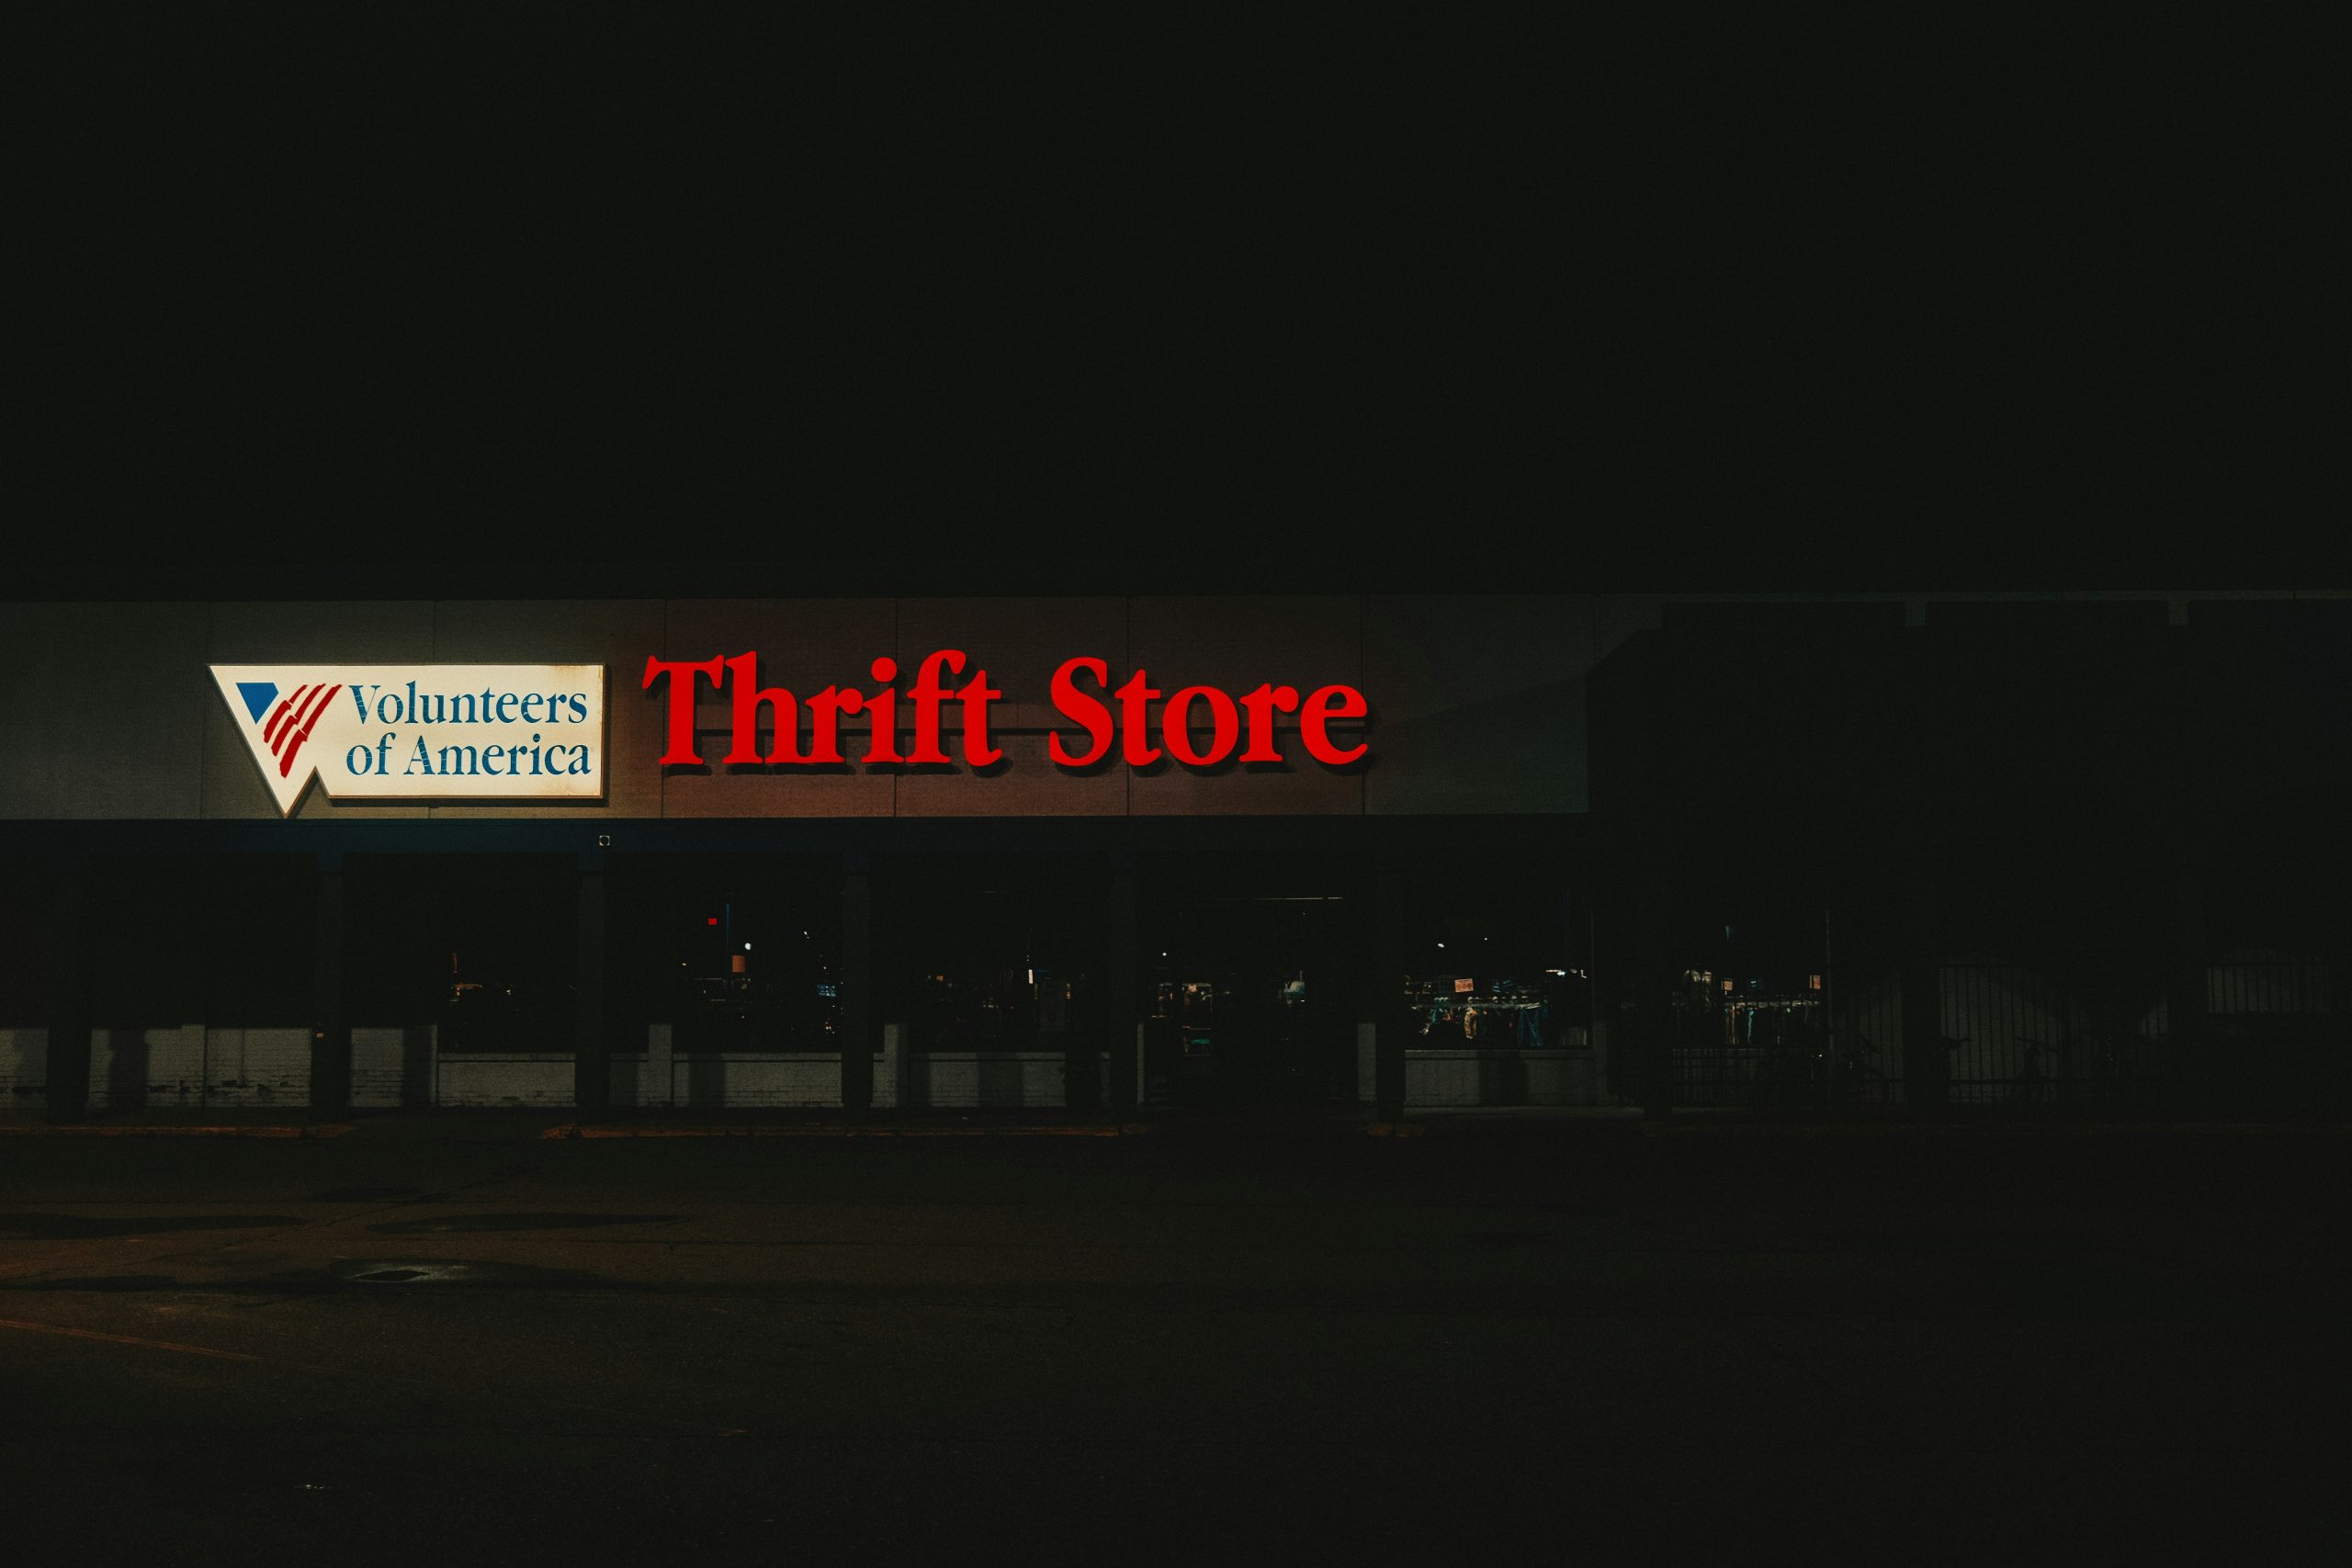 Volunteers
of America
Thrift Store